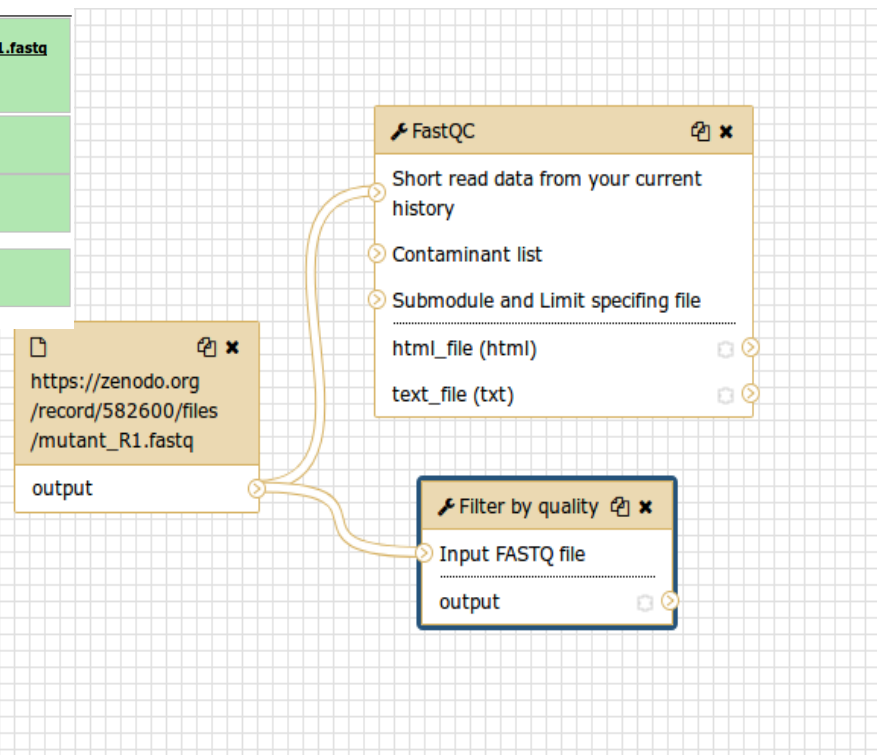 1.fastq
FastQC
Short read data from your current
history
Contaminant list
Submodule and Limit specifing file
html_file (html)
text_file (txt)
https://zenodo.org
/record/582600/files
/mutant_R1.fastq
output
Filter by quality
Input FASTQ file
output